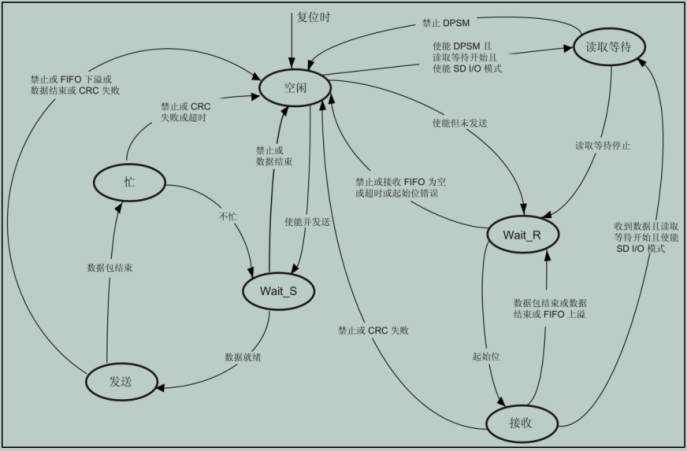 复位时
禁止 DPSM
使能 DPSM 且
读取等待开始且
使能 SD I/O 模式
读取等待
禁止或 FIFO 下溢或
数据结束或 CRC 失败
空闲
禁止或 CRC
失败或超时
使能但未发送
读取等待停止
禁止或
数据结束
忙
禁止或接收 FIFO 为空
或超时或起始位错误
不忙
使能并发送
Wait_R
收到数据且读取
等待开始且使能
SD I/O 模式
数据包结束
Wait_S
数据包结束或数据
结束或 FIFO 上溢
禁止或 CRC 失败
数据就绪
起始位
发送
接收